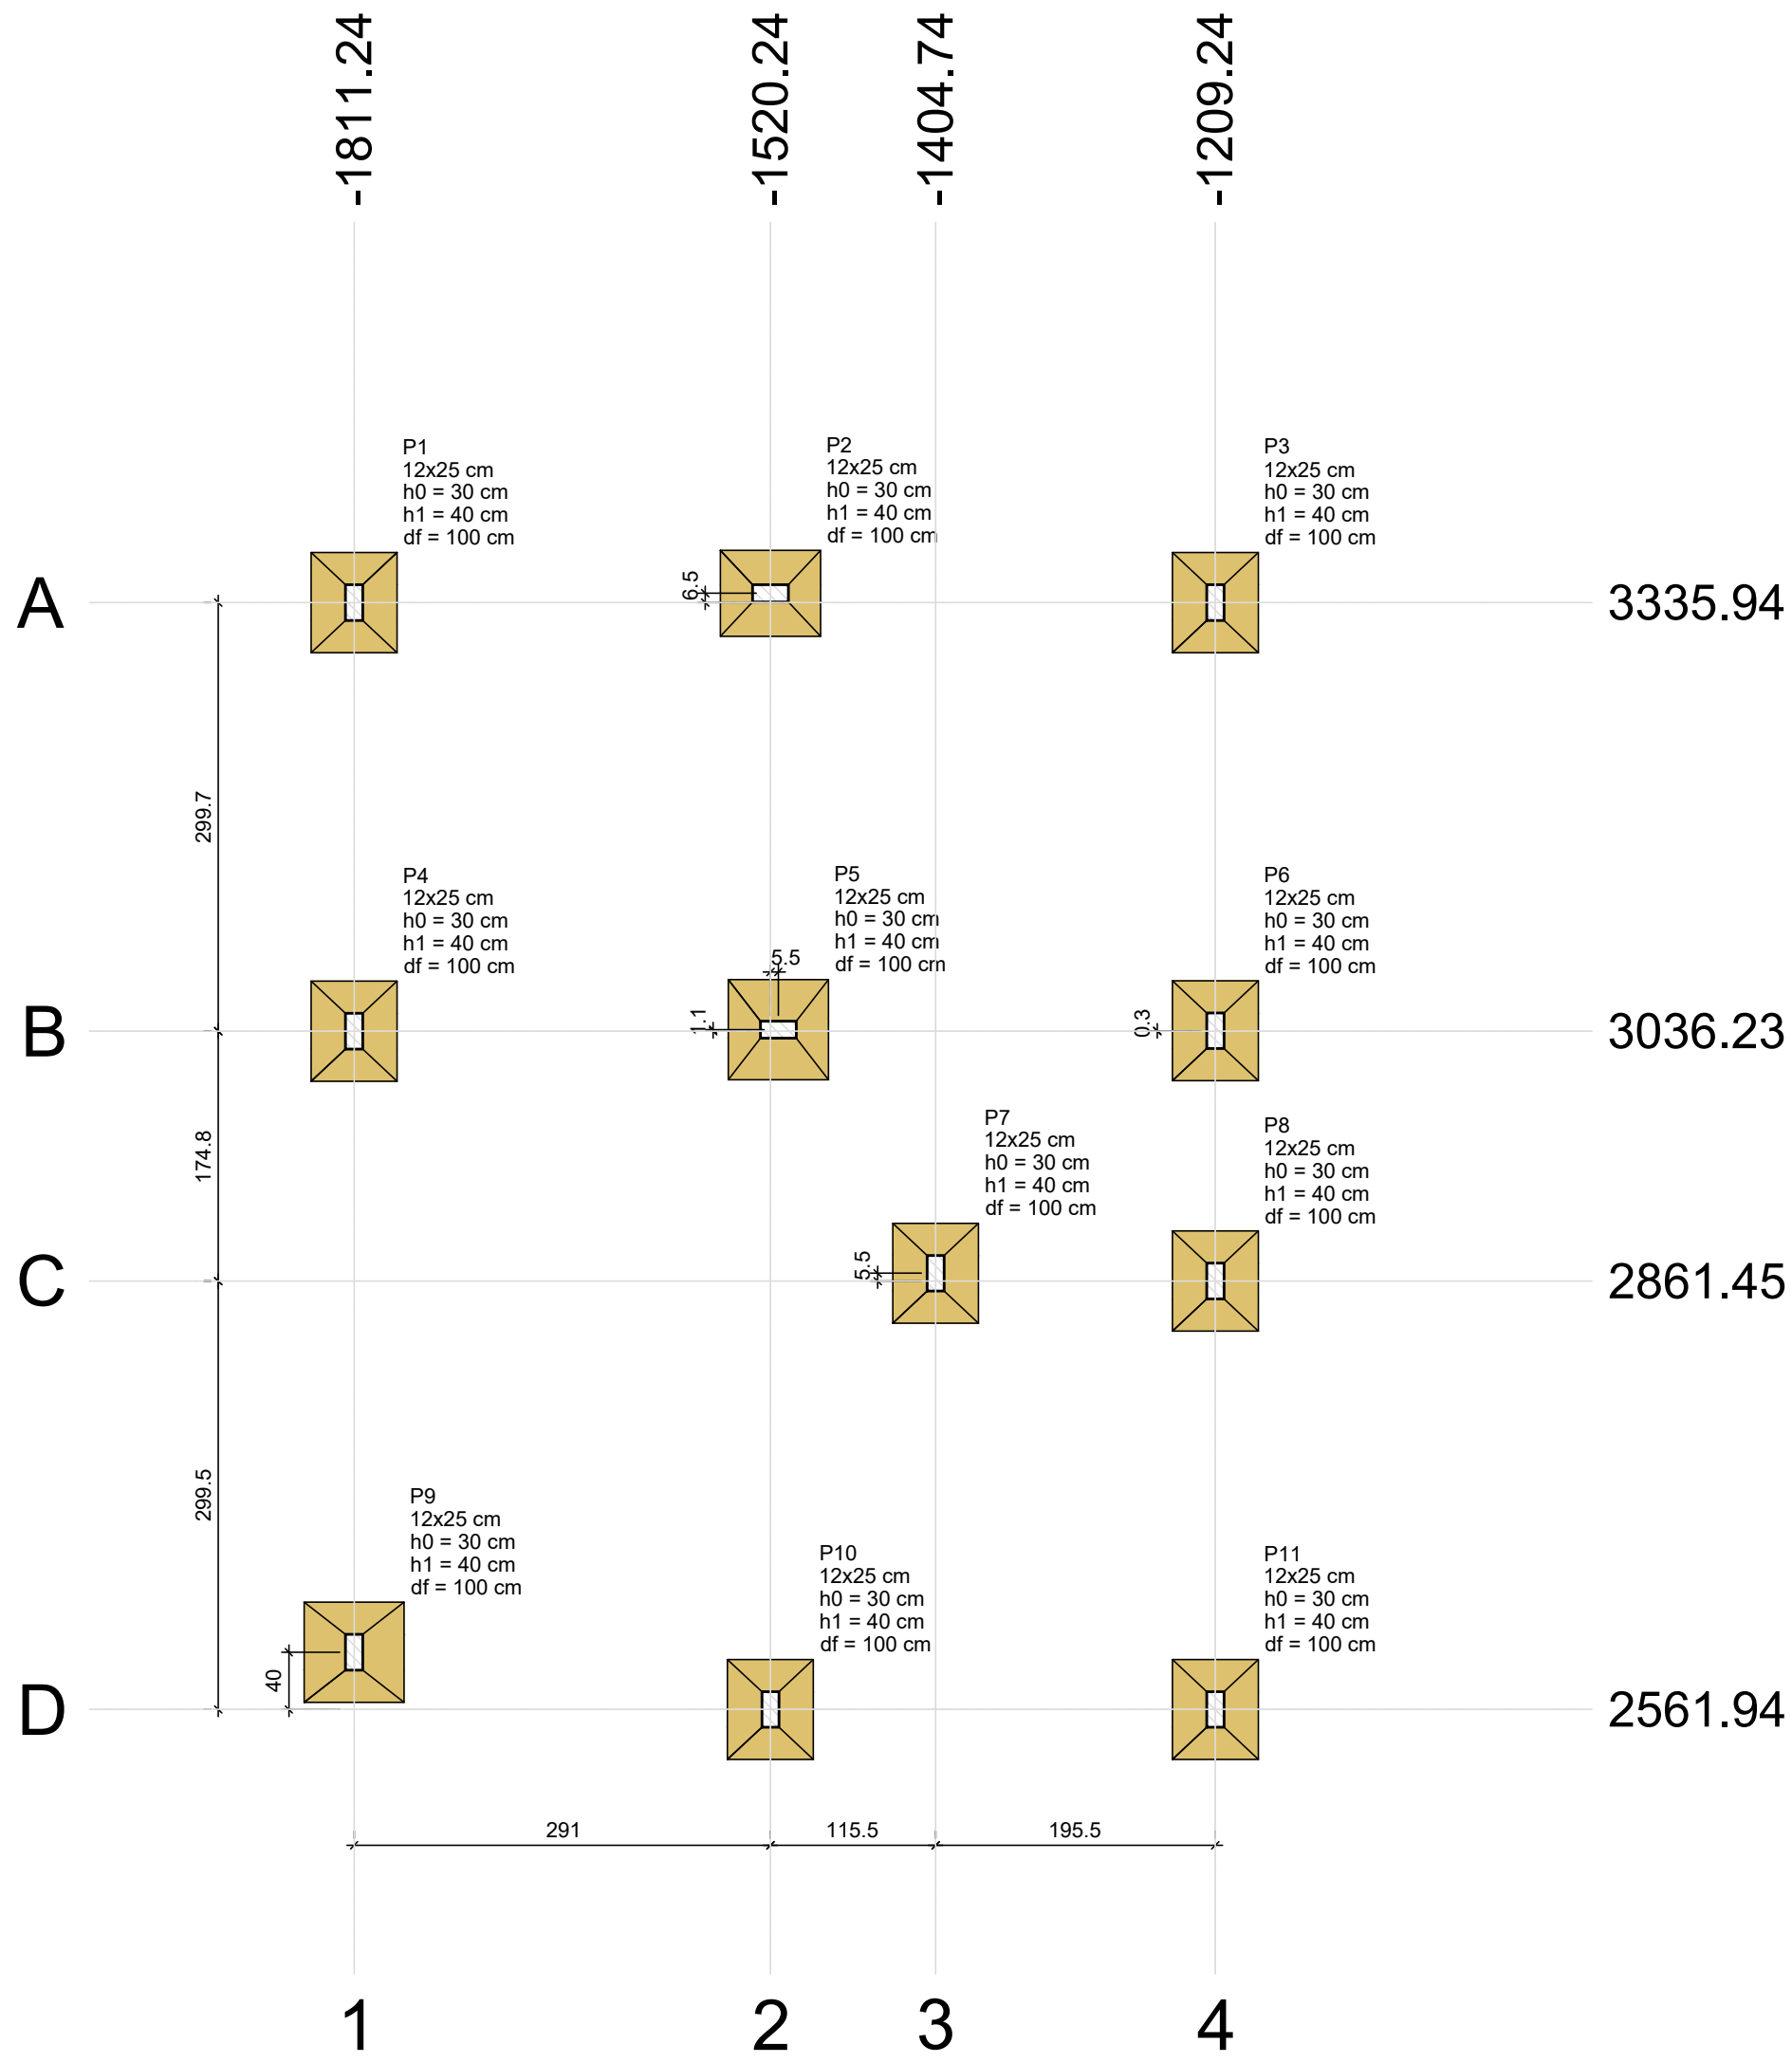 -1811.24
-1520.24
-1404.74
-1209.24
P1
12x25 cm
h0 = 30 cm
h1 = 40 cm
df = 100 cm
P2
12x25 cm
h0 = 30 cm
h1 = 40 cm
df = 100 cm
P3
12x25 cm
h0 = 30 cm
h1 = 40 cm
df = 100 cm
6.5
A
3335.94
299.7
P4
12x25 cm
h0 = 30 cm
h1 = 40 cm
df = 100 cm
P5
12x25 cm
h0 = 30 cm
h1 = 40 cm
df = 100 cm
P6
12x25 cm
h0 = 30 cm
h1 = 40 cm
df = 100 cm
5.5
1.1
0.3
B
3036.23
174.8
P7
12x25 cm
h0 = 30 cm
h1 = 40 cm
df = 100 cm
P8
12x25 cm
h0 = 30 cm
h1 = 40 cm
df = 100 cm
5.5
C
2861.45
299.5
P9
12x25 cm
h0 = 30 cm
h1 = 40 cm
df = 100 cm
P10
12x25 cm
h0 = 30 cm
h1 = 40 cm
df = 100 cm
P11
12x25 cm
h0 = 30 cm
h1 = 40 cm
df = 100 cm
40
D
2561.94
291
115.5
195.5
1
2
3
4